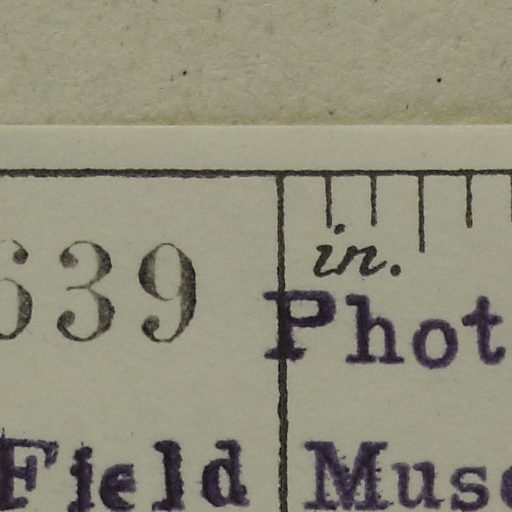 in.
639 Phot
Field Muse